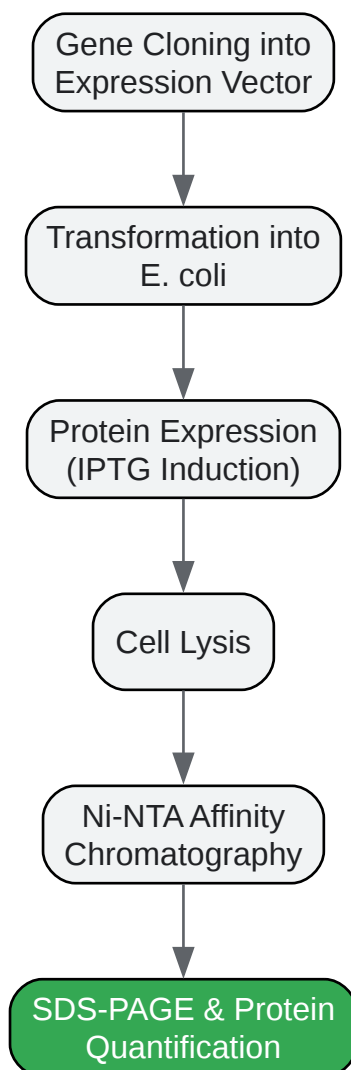 Gene Cloning into
Expression Vector
Transformation into
E. coli
Protein Expression
(IPTG Induction)
Cell Lysis
Ni-NTA Affinity
Chromatography
SDS-PAGE & Protein
Quantification